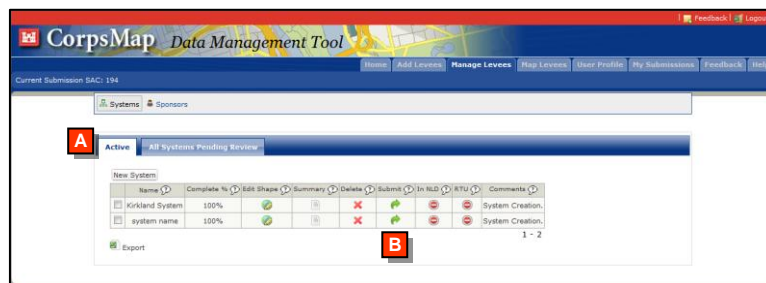 Feedback Logou
CorpsMap Data Management Tool
Home Add Levees Manage Levees Map Levees User Profile My Submissions Feedback Help
Current Submission SAC: 194
Systems Sponsors
A
Active All Systems Pending Review
New System
Name Complete % Edit Shape Summary Delete Submit In NLD RTU Comments
Kirkland System 100% System Creation.
system name 100% System Creation.
1 - 2
B
Export